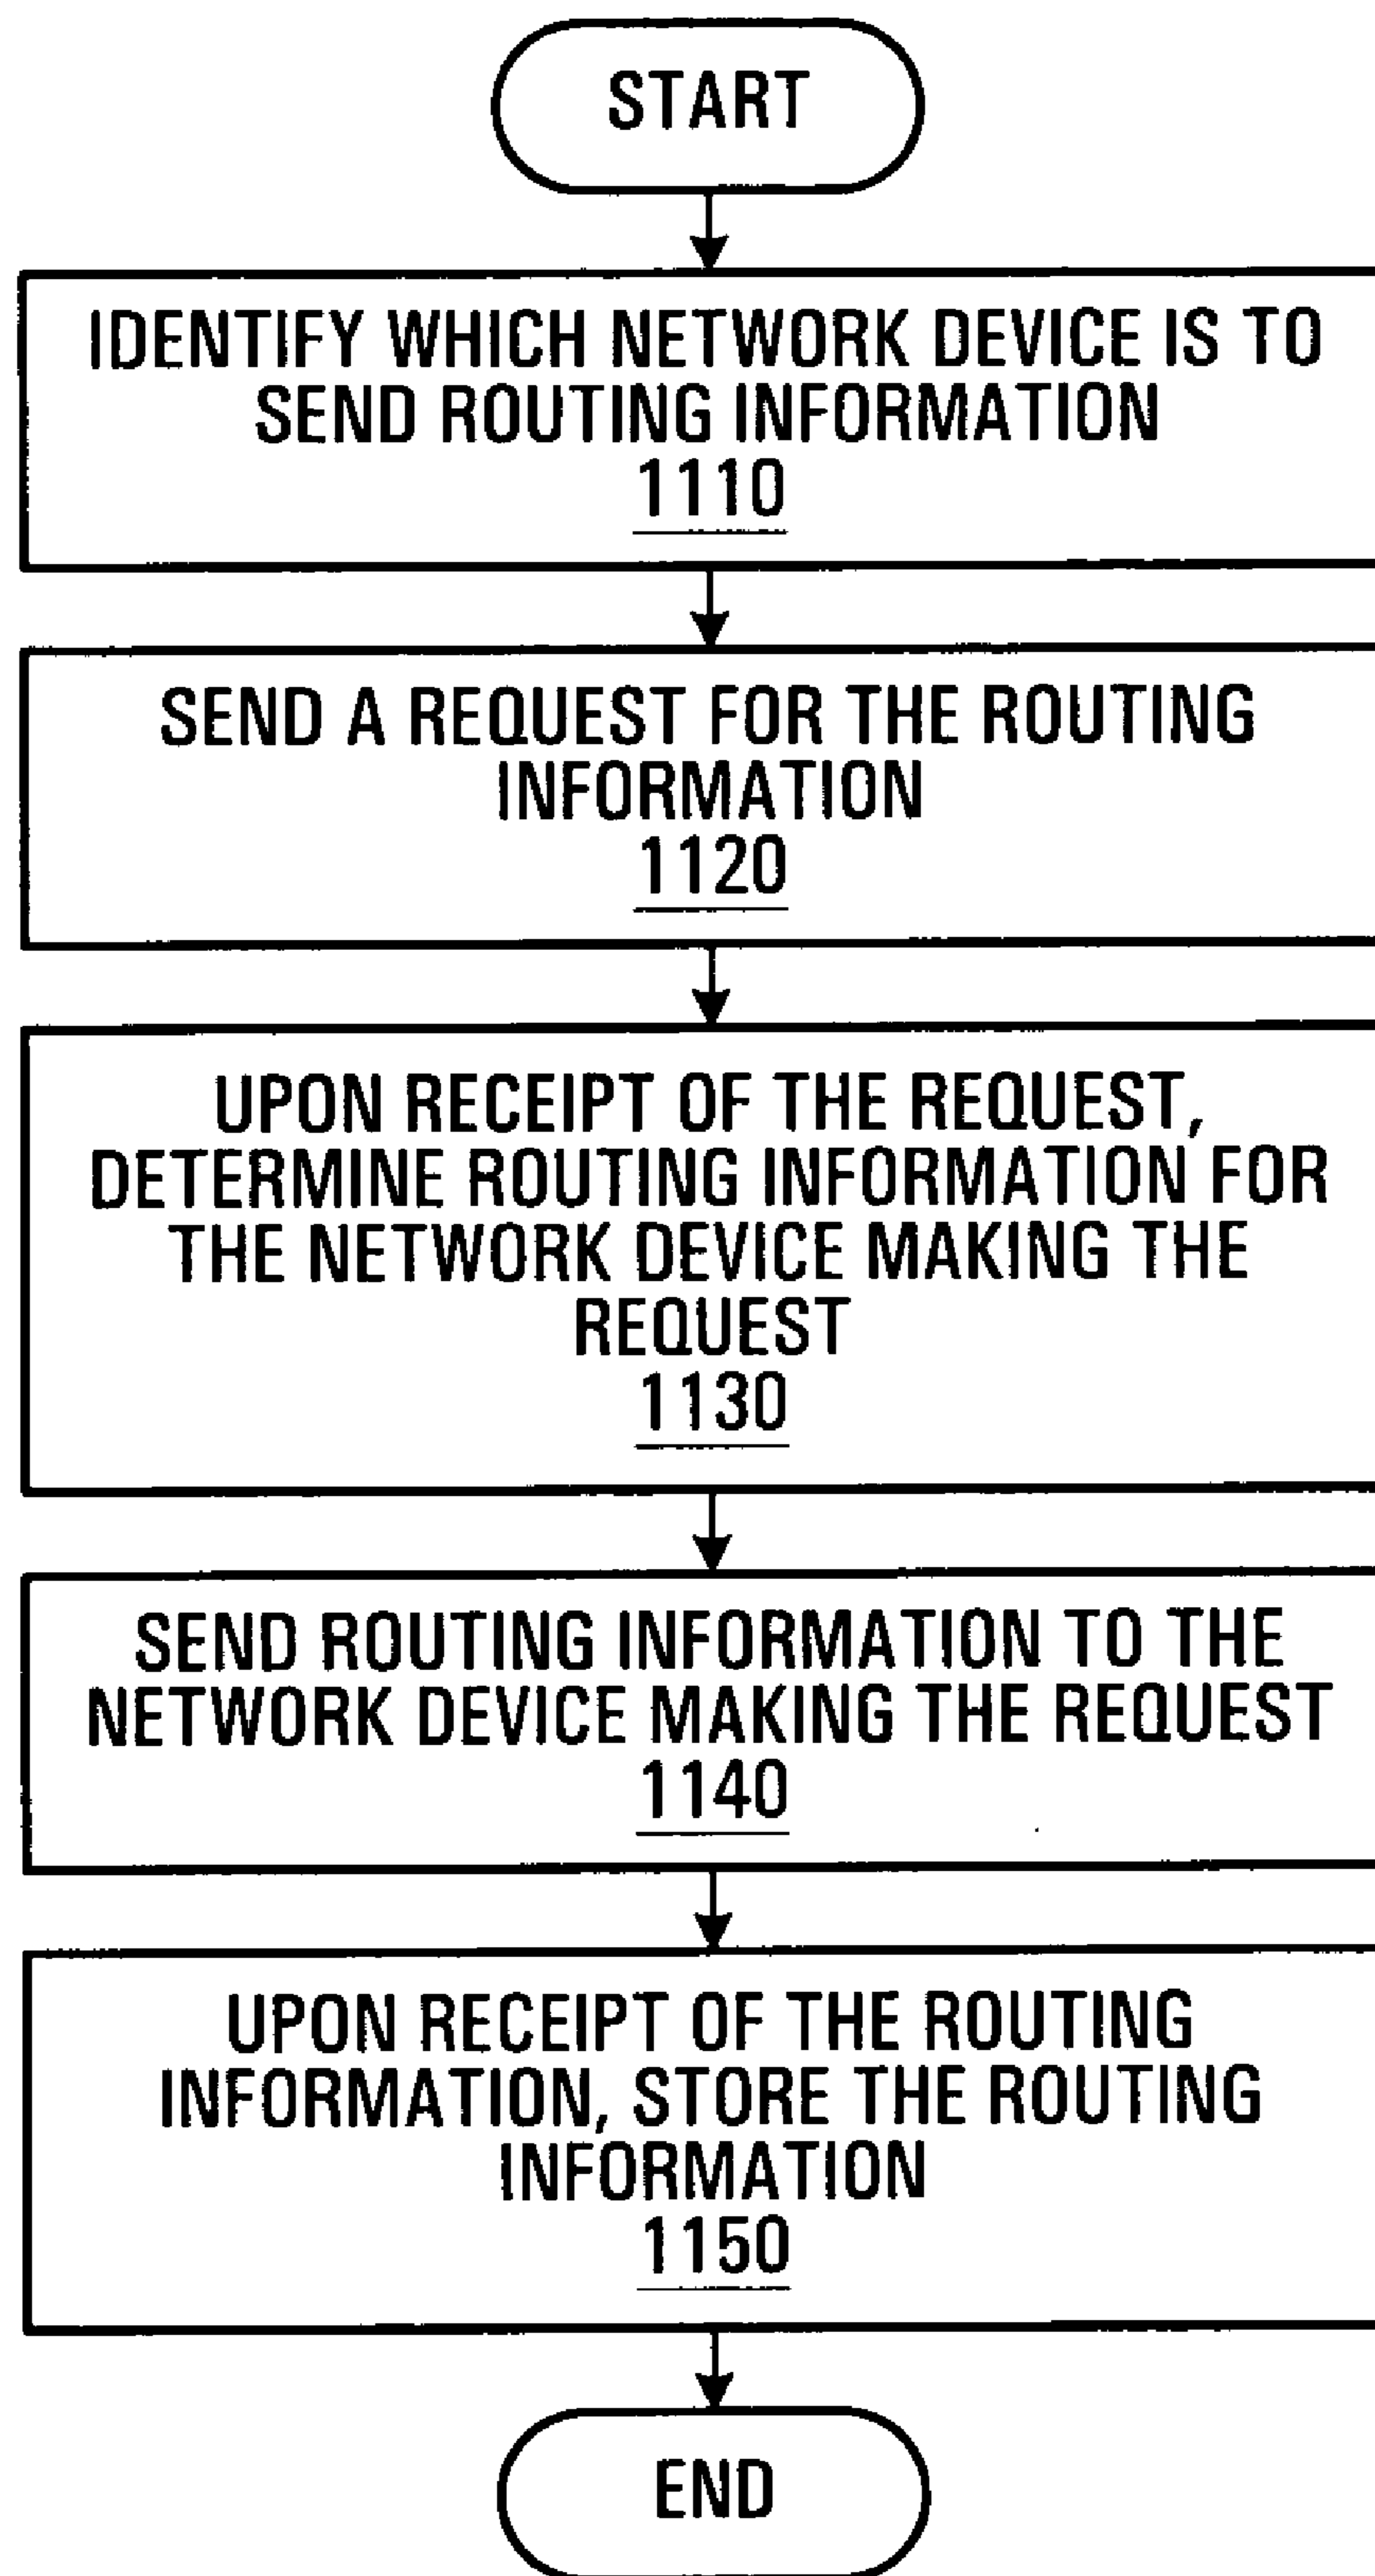 START
IDENTIFY WHICH NETWORK DEVICE IS TO
SEND ROUTING INFORMATION
1110
SEND A REQUEST FOR THE ROUTING
INFORMATION
1120
UPON RECEIPT OF THE REQUEST,
DETERMINE ROUTING INFORMATION FOR
THE NETWORK DEVICE MAKING THE
REQUEST
1130
SEND ROUTING INFORMATION TO THE
NETWORK DEVICE MAKING THE REQUEST
1140
UPON RECEIPT OF THE ROUTING
INFORMATION, STORE THE ROUTING
INFORMATION
1150
END